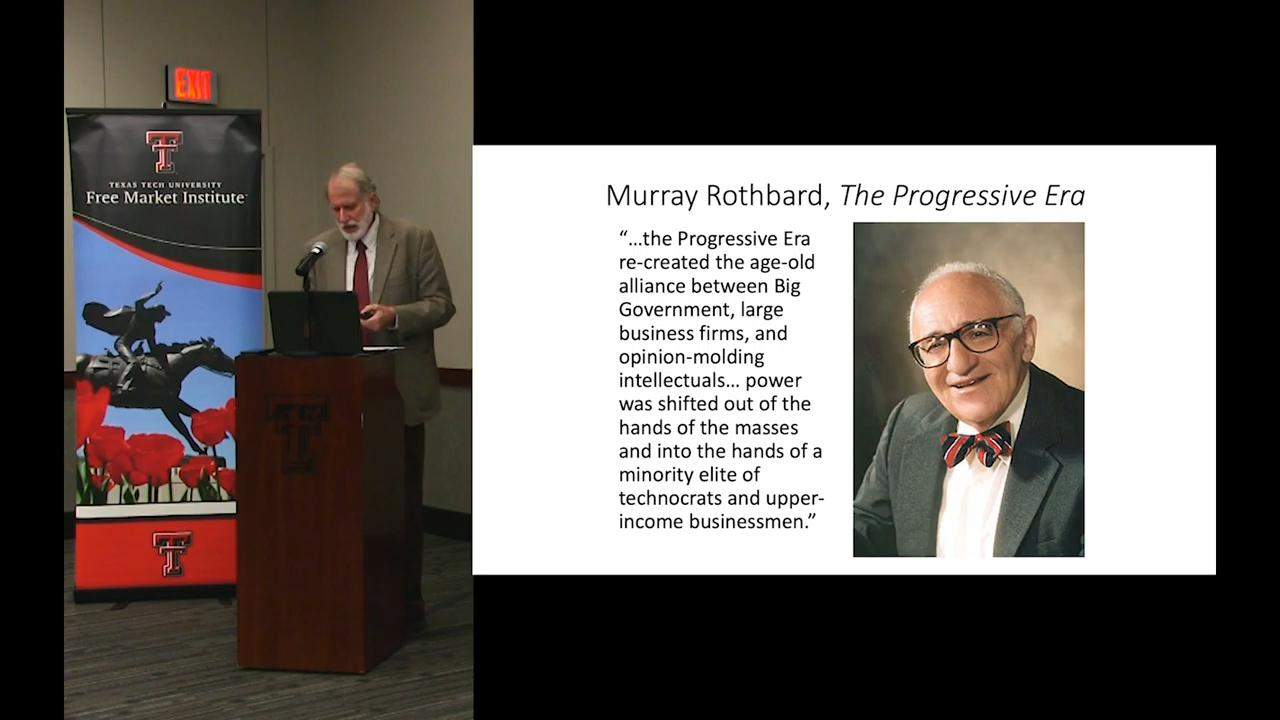 EXIT
T
TEXAS TECH UNIVERSITY
Free Market Institute
T
T
Murray Rothbard, The Progressive Era
“...the Progressive Era
re-created the age-old
alliance between Big
Government, large
business firms, and
opinion-molding
intellectuals... power
was shifted out of the
hands of the masses
and into the hands of a
minority elite of
technocrats and upper-
income businessmen.”